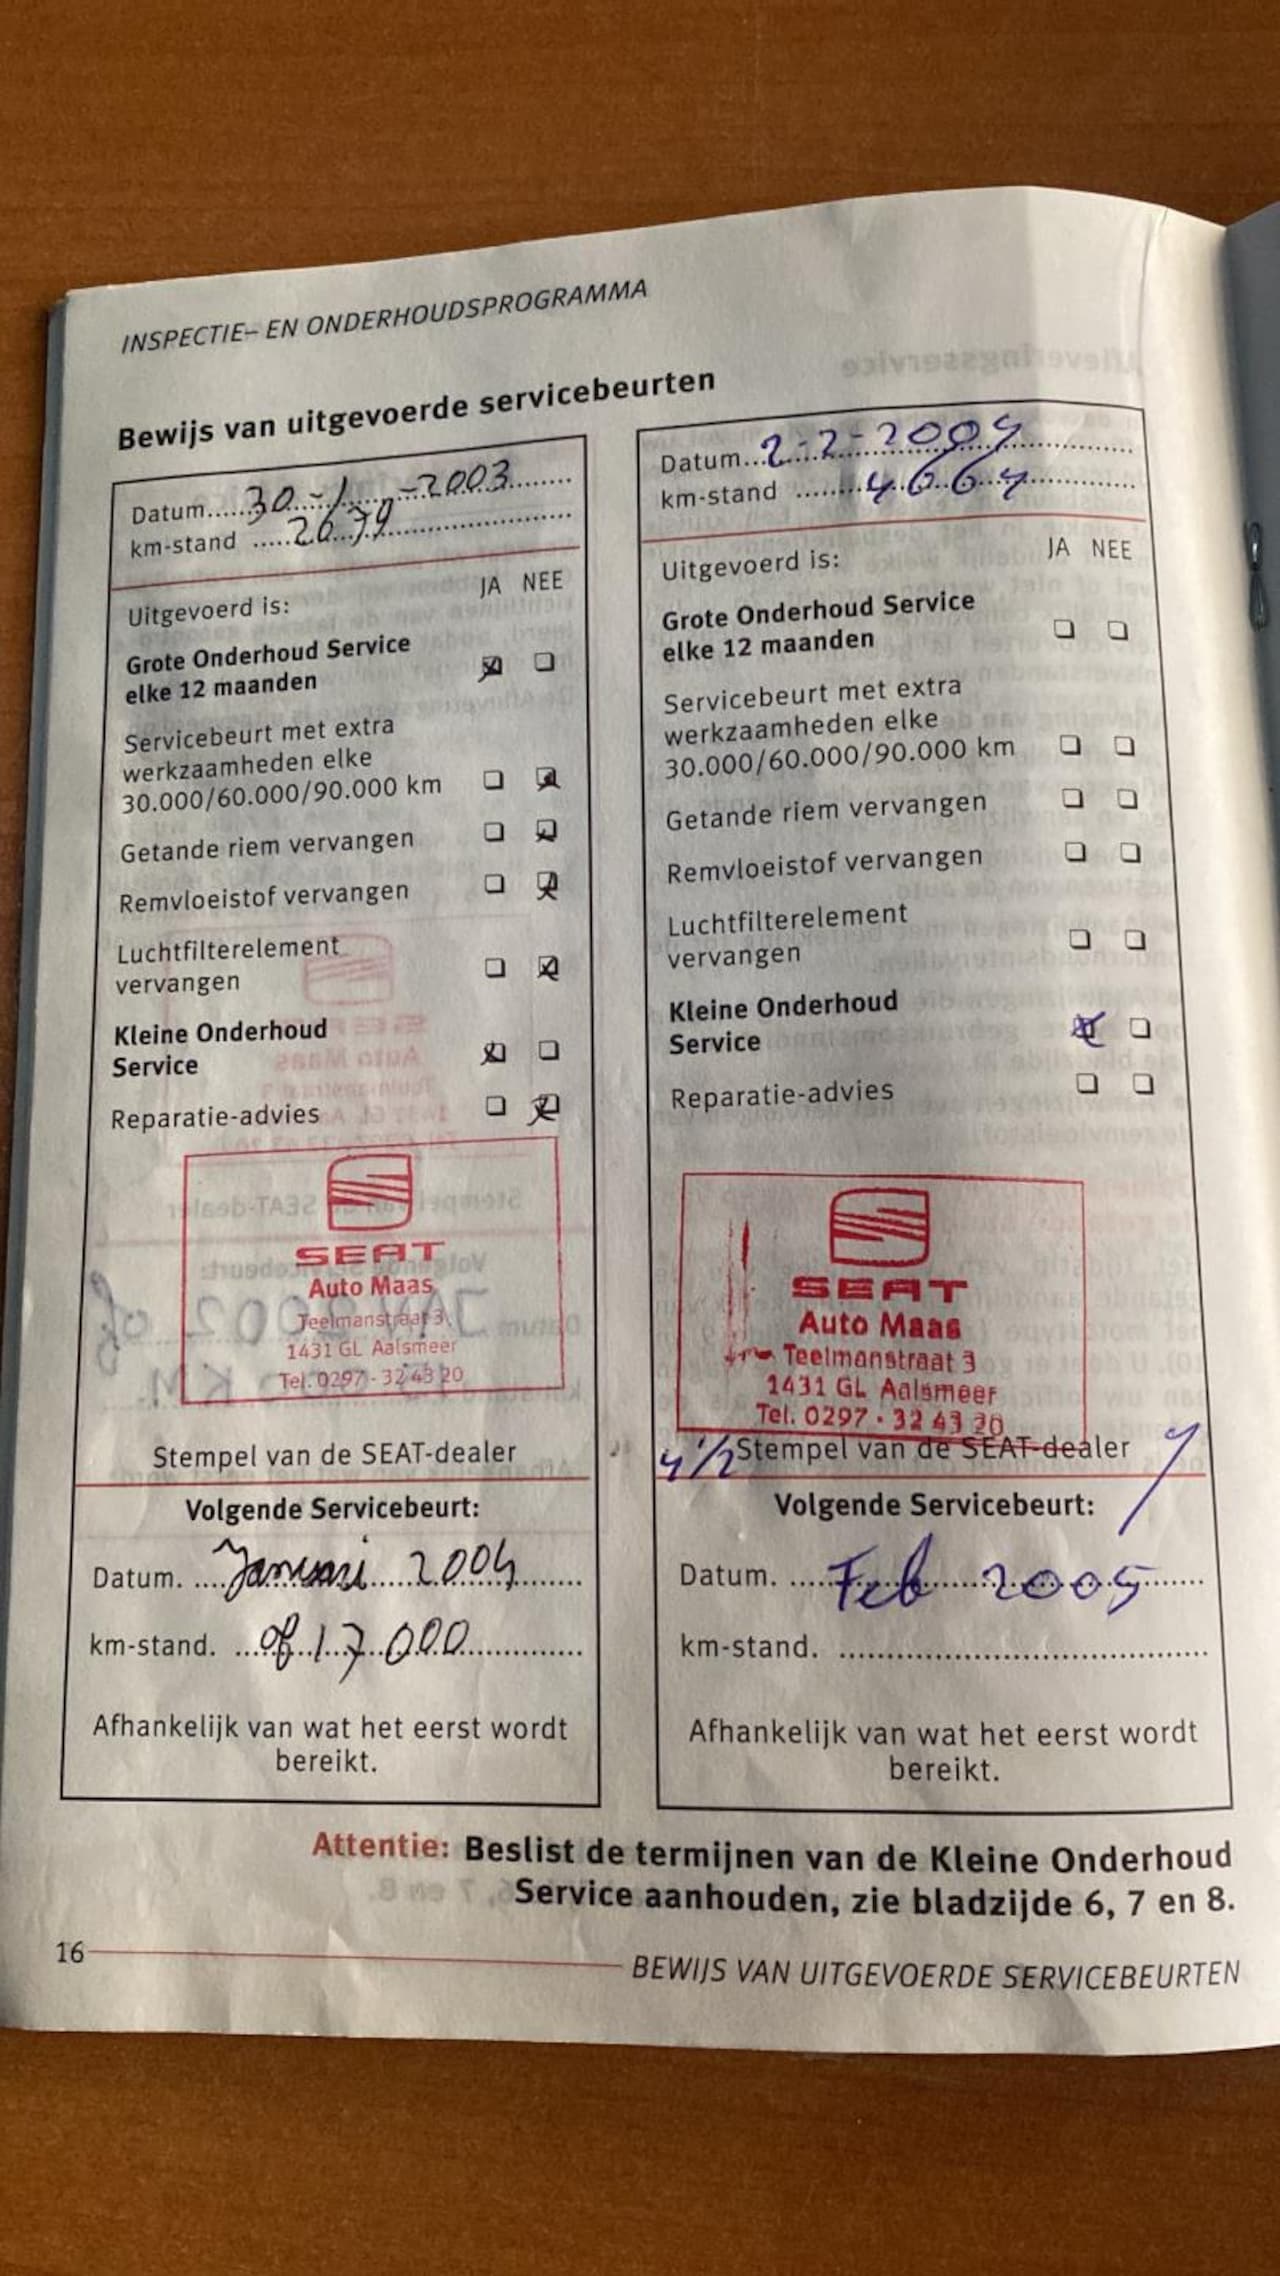 INSPECTIE– EN ONDERHOUDSPROGRAMMA
Bewijs van uitgevoerde servicebeurten
Datum......30-1-2003
km-stand .....2679
Uitgevoerd is:
JA NEE
Grote Onderhoud Service
elke 12 maanden
Servicebeurt met extra
werkzaamheden elke
30.000/60.000/90.000 km
Getande riem vervangen
Remvloeistof vervangen
Luchtfilterelement
vervangen
Kleine Onderhoud
Service
Reparatie-advies
SEAT
Auto Maas
Teelmanstraat 3
1431 GL Aalsmeer
Tel. 0297 - 32 43 20
Stempel van de SEAT-dealer
Volgende Servicebeurt:
Datum. ....Januari 2004
km-stand. ...of 17000
Afhankelijk van wat het eerst wordt
bereikt.
Datum...2-2-2004
km-stand ........4664
Uitgevoerd is:
JA NEE
Grote Onderhoud Service
elke 12 maanden
Servicebeurt met extra
werkzaamheden elke
30.000/60.000/90.000 km
Getande riem vervangen
Remvloeistof vervangen
Luchtfilterelement
vervangen
Kleine Onderhoud
Service
Reparatie-advies
SEAT
Auto Maas
Teelmanstraat 3
1431 GL Aalsmeer
Tel. 0297 - 32 43 20
4 1/2 Stempel van de SEAT-dealer
Volgende Servicebeurt:
Datum. ....Feb 2005
km-stand. ......................................
Afhankelijk van wat het eerst wordt
bereikt.
Attentie: Beslist de termijnen van de Kleine Onderhoud
Service aanhouden, zie bladzijde 6, 7 en 8.
16
BEWIJS VAN UITGEVOERDE SERVICEBEURTEN